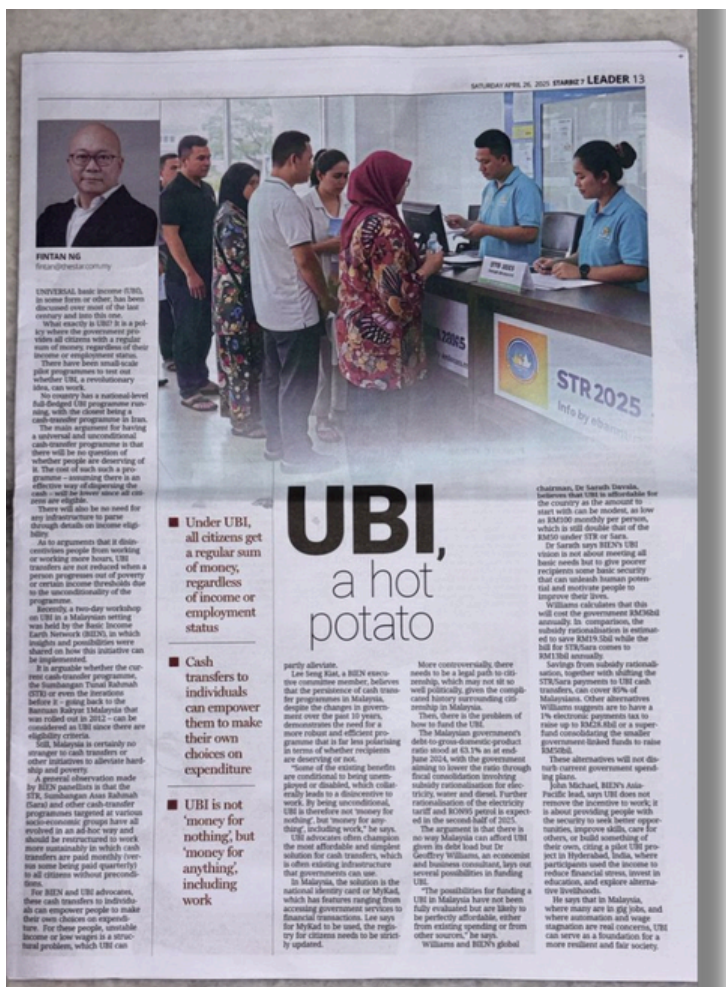 SATURDAY APRIL 26, 2025 STARBIZ 7 LEADER 13
FINTAN NG
fintan@thestar.com.my
STR 2025
STR 2025
UNIVERSAL basic income (UBI),
in some form or other, has been
discussed over most of the last
century and into this one.
What exactly is UBI? It is a pol-
icy where the government pro-
vides all citizens with a regular
sum of money, regardless of their
income or employment status.
There have been small-scale
pilot programmes to test out
whether UBI, a revolutionary
idea, can work.
No country has a national-level
full-fledged UBI programme run-
ning, with the closest being a
cash-transfer programme in Iran.
The main argument for having
a universal and unconditional
cash-transfer programme is that
there will be no question of
whether people are deserving of
it. The cost of such such a pro-
gramme – assuming there is an
effective way of dispersing the
cash – will be lower since all citi-
zens are eligible.
There will also be no need for
any infrastructure to parse
through details on income eligi-
bility.
As to arguments that it disin-
centivises people from working
or working more hours, UBI
transfers are not reduced when a
person progresses out of poverty
or certain income thresholds due
to the unconditionality of the
programme.
Recently, a two-day workshop
on UBI in a Malaysian setting
was held by the Basic Income
Earth Network (BIEN), in which
insights and possibilities were
shared on how this initiative can
be implemented.
It is arguable whether the cur-
rent cash-transfer programme,
the Sumbangan Tunai Rahmah
(STR) or even the iterations
before it – going back to the
Bantuan Rakyat 1Malaysia that
was rolled out in 2012 – can be
considered as UBI since there are
eligibility criteria.
Still, Malaysia is certainly no
stranger to cash transfers or
other initiatives to alleviate hard-
ship and poverty.
A general observation made
by BIEN panellists is that the
STR, Sumbangan Asas Rahmah
(Sara) and other cash-transfer
programmes targeted at various
socio-economic groups have all
evolved in an ad-hoc way and
should be restructured to work
more sustainably in which cash
transfers are paid monthly (ver-
sus some being paid quarterly)
to all citizens without precondi-
tions.
For BIEN and UBI advocates,
these cash transfers to individu-
als can empower people to make
their own choices on expendi-
ture. For these people, unstable
income or low wages is a struc-
tural problem, which UBI can
Under UBI,
all citizens get
a regular sum
of money,
regardless
of income or
employment
status
Cash
transfers to
individuals
can empower
them to make
their own
choices on
expenditure
UBI is not
'money for
nothing', but
'money for
anything',
including
work
UBI,
a hot
potato
partly alleviate.
Lee Seng Kiat, a BIEN execu-
tive committee member, believes
that the persistence of cash trans-
fer programmes in Malaysia,
despite the changes in govern-
ment over the past 10 years,
demonstrates the need for a
more robust and efficient pro-
gramme that is far less polarising
in terms of whether recipients
are deserving or not.
"Some of the existing benefits
are conditional to being unem-
ployed or disabled, which collat-
erally leads to a disincentive to
work. By being unconditional,
UBI is therefore not 'money for
nothing', but 'money for any-
thing', including work," he says.
UBI advocates often champion
the most affordable and simplest
solution for cash transfers, which
is often existing infrastructure
that governments can use.
In Malaysia, the solution is the
national identity card or MyKad,
which has features ranging from
accessing government services to
financial transactions. Lee says
for MyKad to be used, the regis-
try for citizens needs to be strict-
ly updated.
More controversially, there
needs to be a legal path to citi-
zenship, which may not sit so
well politically, given the compli-
cated history surrounding citi-
zenship in Malaysia.
Then, there is the problem of
how to fund the UBI.
The Malaysian government's
debt-to-gross-domestic-product
ratio stood at 63.1% as at end-
June 2024, with the government
aiming to lower the ratio through
fiscal consolidation involving
subsidy rationalisation for elec-
tricity, water and diesel. Further
rationalisation of the electricity
tariff and RON95 petrol is expect-
ed in the second-half of 2025.
The argument is that there is
no way Malaysia can afford UBI
given its debt load but Dr
Geoffrey Williams, an economist
and business consultant, lays out
several possibilities in funding
UBI.
"The possibilities for funding a
UBI in Malaysia have not been
fully evaluated but are likely to
be perfectly affordable, either
from existing spending or from
other sources," he says.
Williams and BIEN's global
chairman, Dr Sarath Davala,
believes that UBI is affordable for
the country as the amount to
start with can be modest, as low
as RM100 monthly per person,
which is still double that of the
RM50 under STR or Sara.
Dr Sarath says BIEN's UBI
vision is not about meeting all
basic needs but to give poorer
recipients some basic security
that can unleash human poten-
tial and motivate people to
improve their lives.
Williams calculates that this
will cost the government RM36bil
annually. In comparison, the
subsidy rationalisation is estimat-
ed to save RM19.5bil while the
bill for STR/Sara comes to
RM13bil annually.
Savings from subsidy rationali-
sation, together with shifting the
STR/Sara payments to UBI cash
transfers, can cover 85% of
Malaysians. Other alternatives
Williams suggests are to have a
1% electronic payments tax to
raise up to RM28.8bil or a super-
fund consolidating the smaller
government-linked funds to raise
RM50bil.
These alternatives will not dis-
turb current government spend-
ing plans.
John Michael, BIEN's Asia-
Pacific lead, says UBI does not
remove the incentive to work; it
is about providing people with
the security to seek better oppor-
tunities, improve skills, care for
others, or build something of
their own, citing a pilot UBI pro-
ject in Hyderabad, India, where
participants used the income to
reduce financial stress, invest in
education, and explore alterna-
tive livelihoods.
He says that in Malaysia,
where many are in gig jobs, and
where automation and wage
stagnation are real concerns, UBI
can serve as a foundation for a
more resilient and fair society.